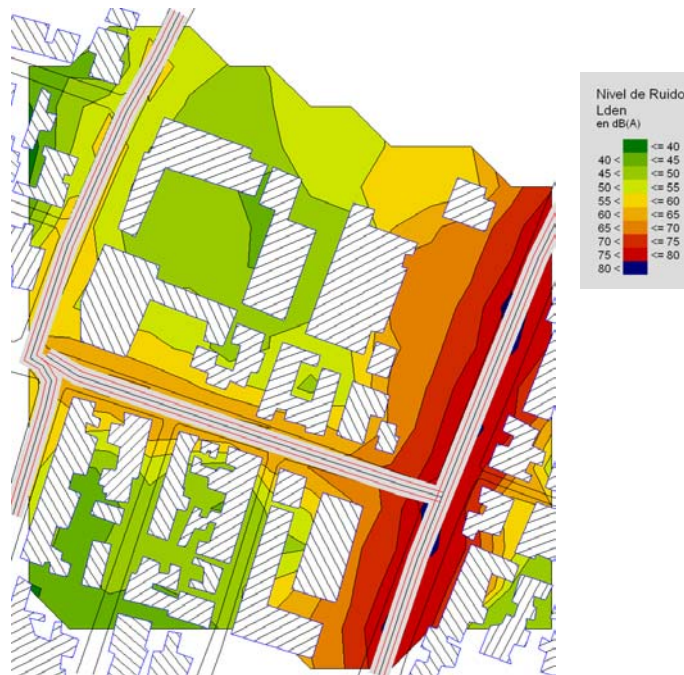 Nivel de Ruido
Lden
en dB(A)
<= 40
40 < <= 45
45 < <= 50
50 < <= 55
55 < <= 60
60 < <= 65
65 < <= 70
70 < <= 75
75 < <= 80
80 <